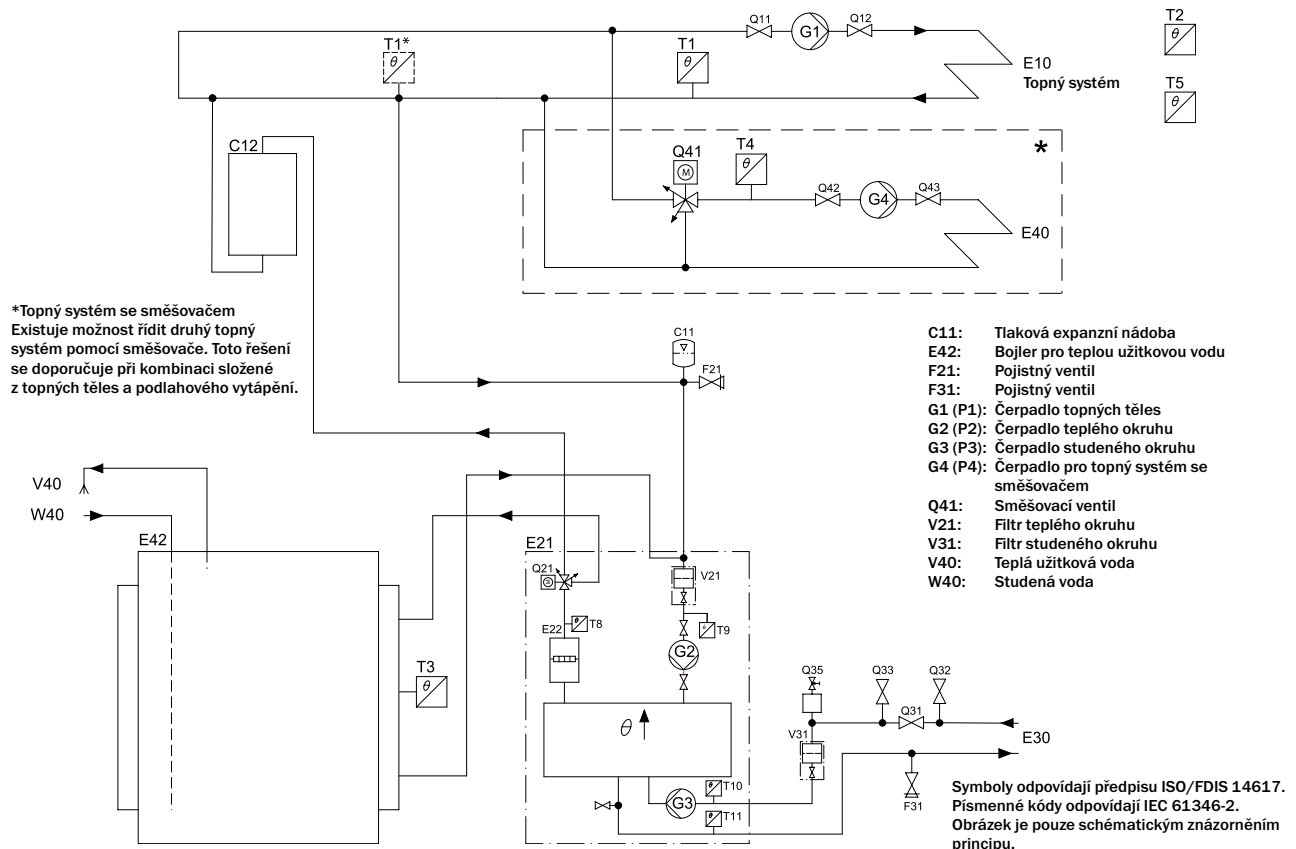 Q11
Q12
T2
T1*
θ
T1
θ
G1
θ
E10
Topný systém
T5
θ
C12
*
Q41
M
T4
θ
Q42
G4
Q43
E40
*Topný systém se směšovačem
Existuje možnost řídit druhý topný
systém pomocí směšovače. Toto řešení
se doporučuje při kombinaci složené
z topných těles a podlahového vytápění.
C11
F21
C11: Tlaková expanzní nádoba
E42: Bojler pro teplou užitkovou vodu
F21: Pojistný ventil
F31: Pojistný ventil
G1 (P1): Čerpadlo topných těles
G2 (P2): Čerpadlo teplého okruhu
G3 (P3): Čerpadlo studeného okruhu
G4 (P4): Čerpadlo pro topný systém se
směšovačem
Q41: Směšovací ventil
V21: Filtr teplého okruhu
V31: Filtr studeného okruhu
V40: Teplá užitková voda
W40: Studená voda
V40
W40
E42
E21
Q21
V21
E22
θ
T8
T9
G2
T3
θ
θ
Q35
Q33
Q32
Q31
V31
E30
T10
G3
T11
F31
Symboly odpovídají předpisu ISO/FDIS 14617.
Písmenné kódy odpovídají IEC 61346-2.
Obrázek je pouze schématickým znázorněním
principu.